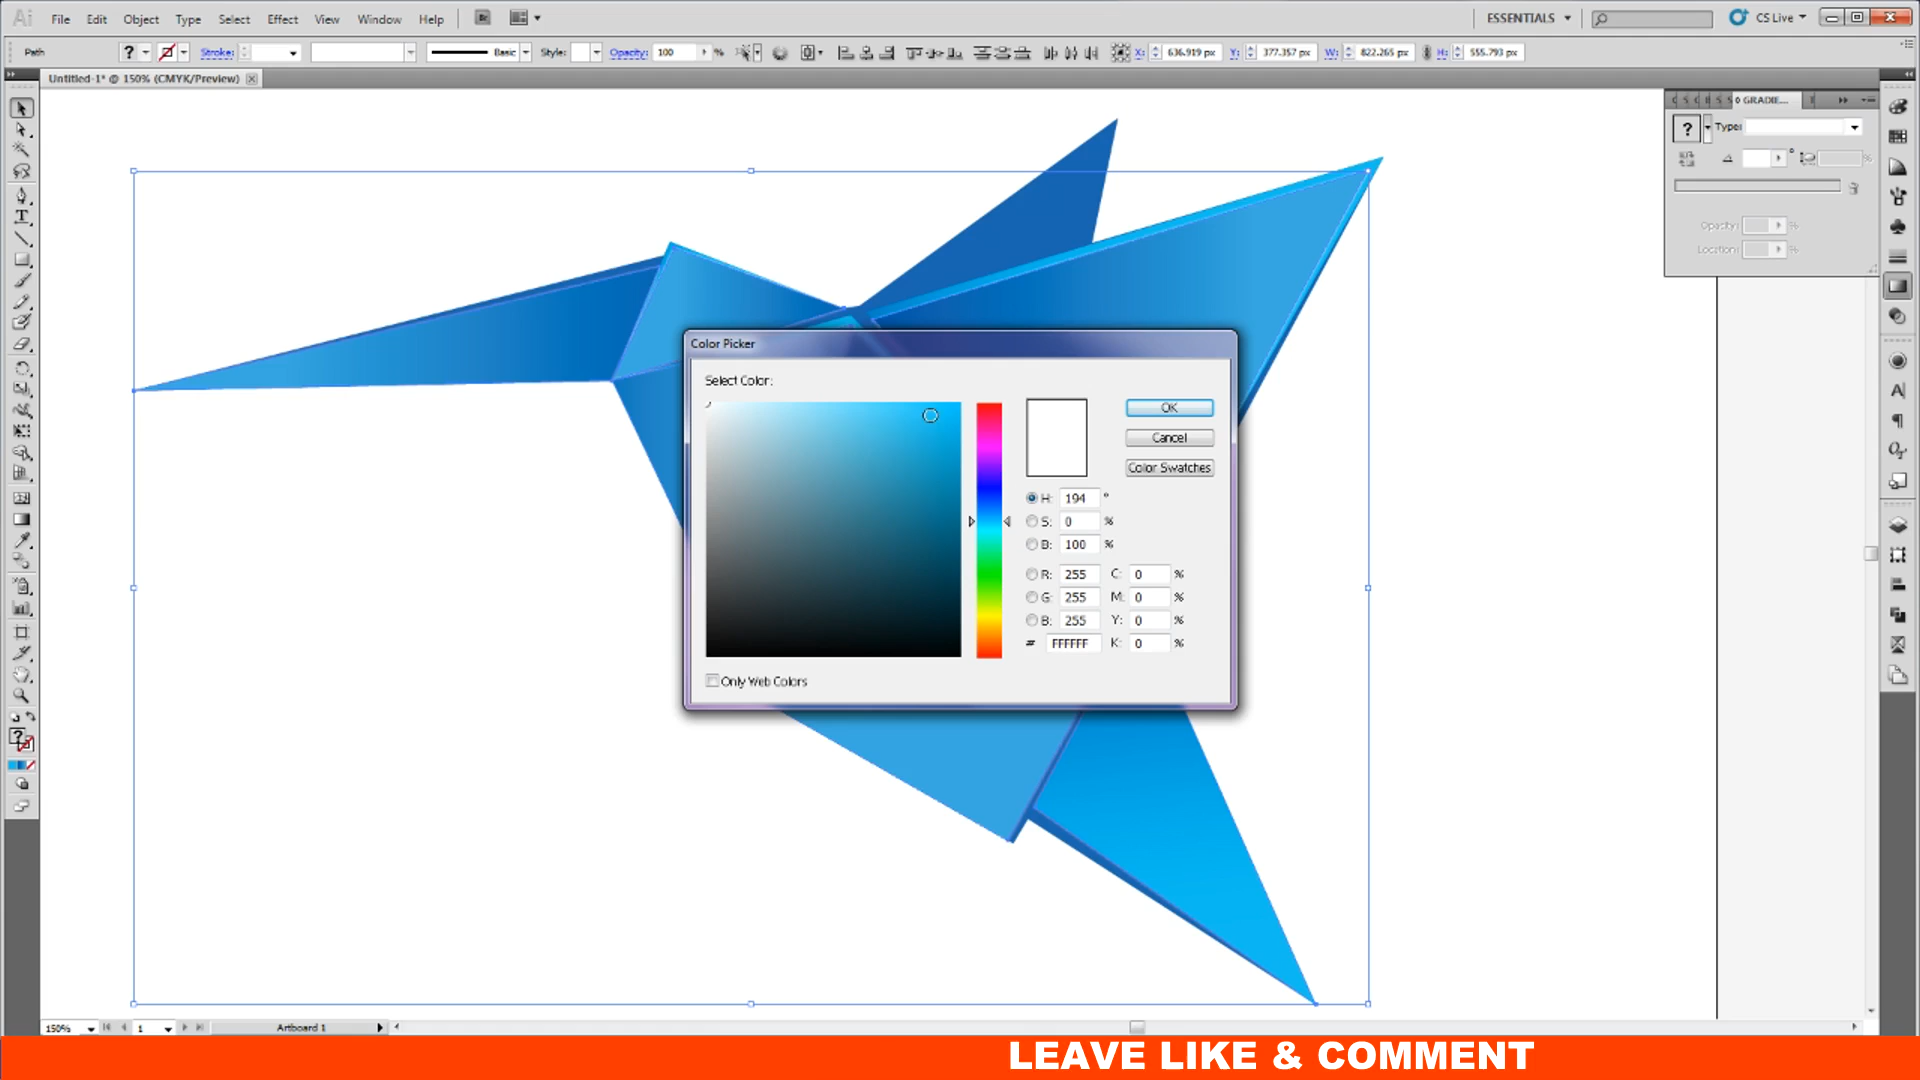 Ai File Edit Object Type Select Effect View Window Help Br ESSENTIALS CS Live
Path ? Stroke: Basic Style: Opacity: 100 % X: 636.919 px Y: 377.357 px W: 822.265 px H: 555.793 px
Untitled-1* @ 150% (CMYK/Preview)
GRADIE...
? Type:
Opacity: %
Location: %
Color Picker
Select Color:
OK
Cancel
Color Swatches
H: 194 °
S: 0 %
B: 100 %
R: 255 C: 0 %
G: 255 M: 0 %
B: 255 Y: 0 %
# FFFFFF K: 0 %
Only Web Colors
150% 1 Artboard 1
LEAVE LIKE & COMMENT